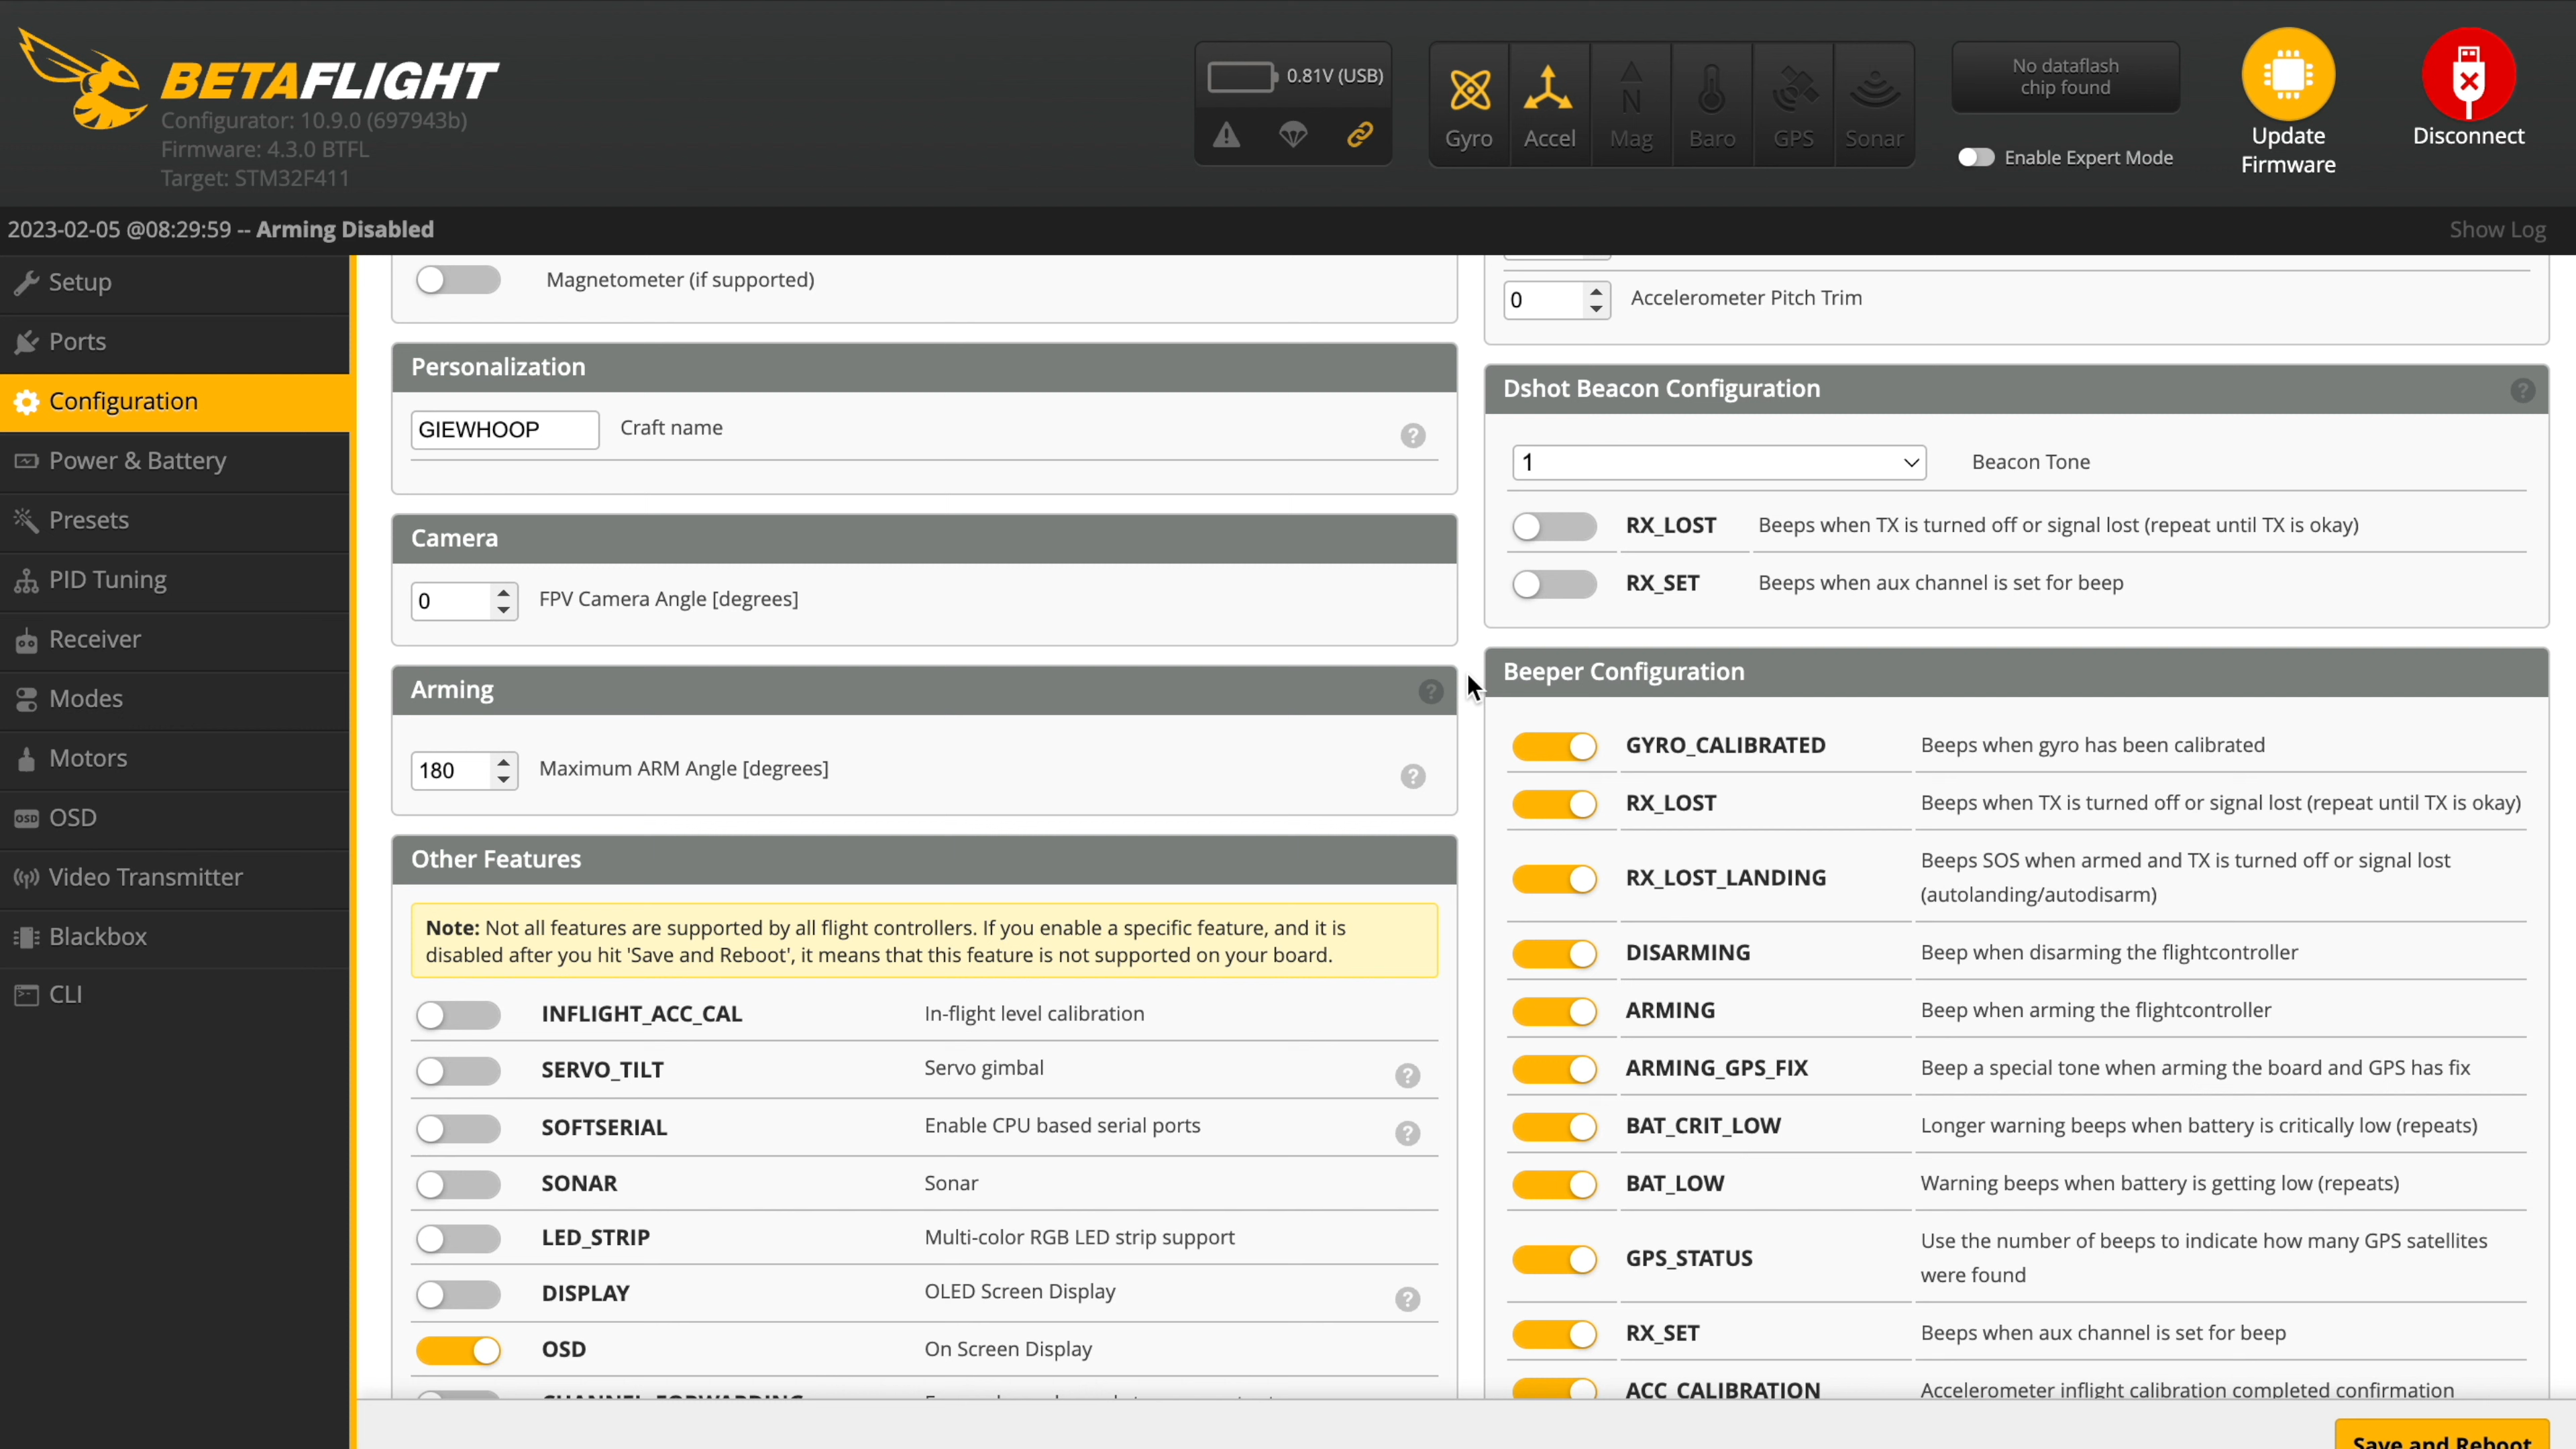 BETAFLIGHT
Configurator: 10.9.0 (697943b)
Firmware: 4.3.0 BTFL
Target: STM32F411
0.81V (USB)
N
Gyro
Accel
Mag
Baro
GPS
Sonar
No dataflash
chip found
Enable Expert Mode
Update
Firmware
Disconnect
2023-02-05 @08:29:59 -- Arming Disabled
Show Log
Setup
Ports
Configuration
Power & Battery
Presets
PID Tuning
Receiver
Modes
Motors
OSD OSD
Video Transmitter
Blackbox
CLI
Magnetometer (if supported)
Personalization
GIEWHOOP Craft name ?
Camera
0 FPV Camera Angle [degrees]
Arming ?
180 Maximum ARM Angle [degrees] ?
Other Features
Note: Not all features are supported by all flight controllers. If you enable a specific feature, and it is
disabled after you hit 'Save and Reboot', it means that this feature is not supported on your board.
INFLIGHT_ACC_CAL In-flight level calibration
SERVO_TILT Servo gimbal ?
SOFTSERIAL Enable CPU based serial ports ?
SONAR Sonar
LED_STRIP Multi-color RGB LED strip support
DISPLAY OLED Screen Display ?
OSD On Screen Display
0 Accelerometer Pitch Trim
Dshot Beacon Configuration ?
1 Beacon Tone
RX_LOST Beeps when TX is turned off or signal lost (repeat until TX is okay)
RX_SET Beeps when aux channel is set for beep
Beeper Configuration
GYRO_CALIBRATED Beeps when gyro has been calibrated
RX_LOST Beeps when TX is turned off or signal lost (repeat until TX is okay)
RX_LOST_LANDING Beeps SOS when armed and TX is turned off or signal lost
(autolanding/autodisarm)
DISARMING Beep when disarming the flightcontroller
ARMING Beep when arming the flightcontroller
ARMING_GPS_FIX Beep a special tone when arming the board and GPS has fix
BAT_CRIT_LOW Longer warning beeps when battery is critically low (repeats)
BAT_LOW Warning beeps when battery is getting low (repeats)
GPS_STATUS Use the number of beeps to indicate how many GPS satellites
were found
RX_SET Beeps when aux channel is set for beep
ACC_CALIBRATION Accelerometer inflight calibration completed confirmation
Save and Reboot